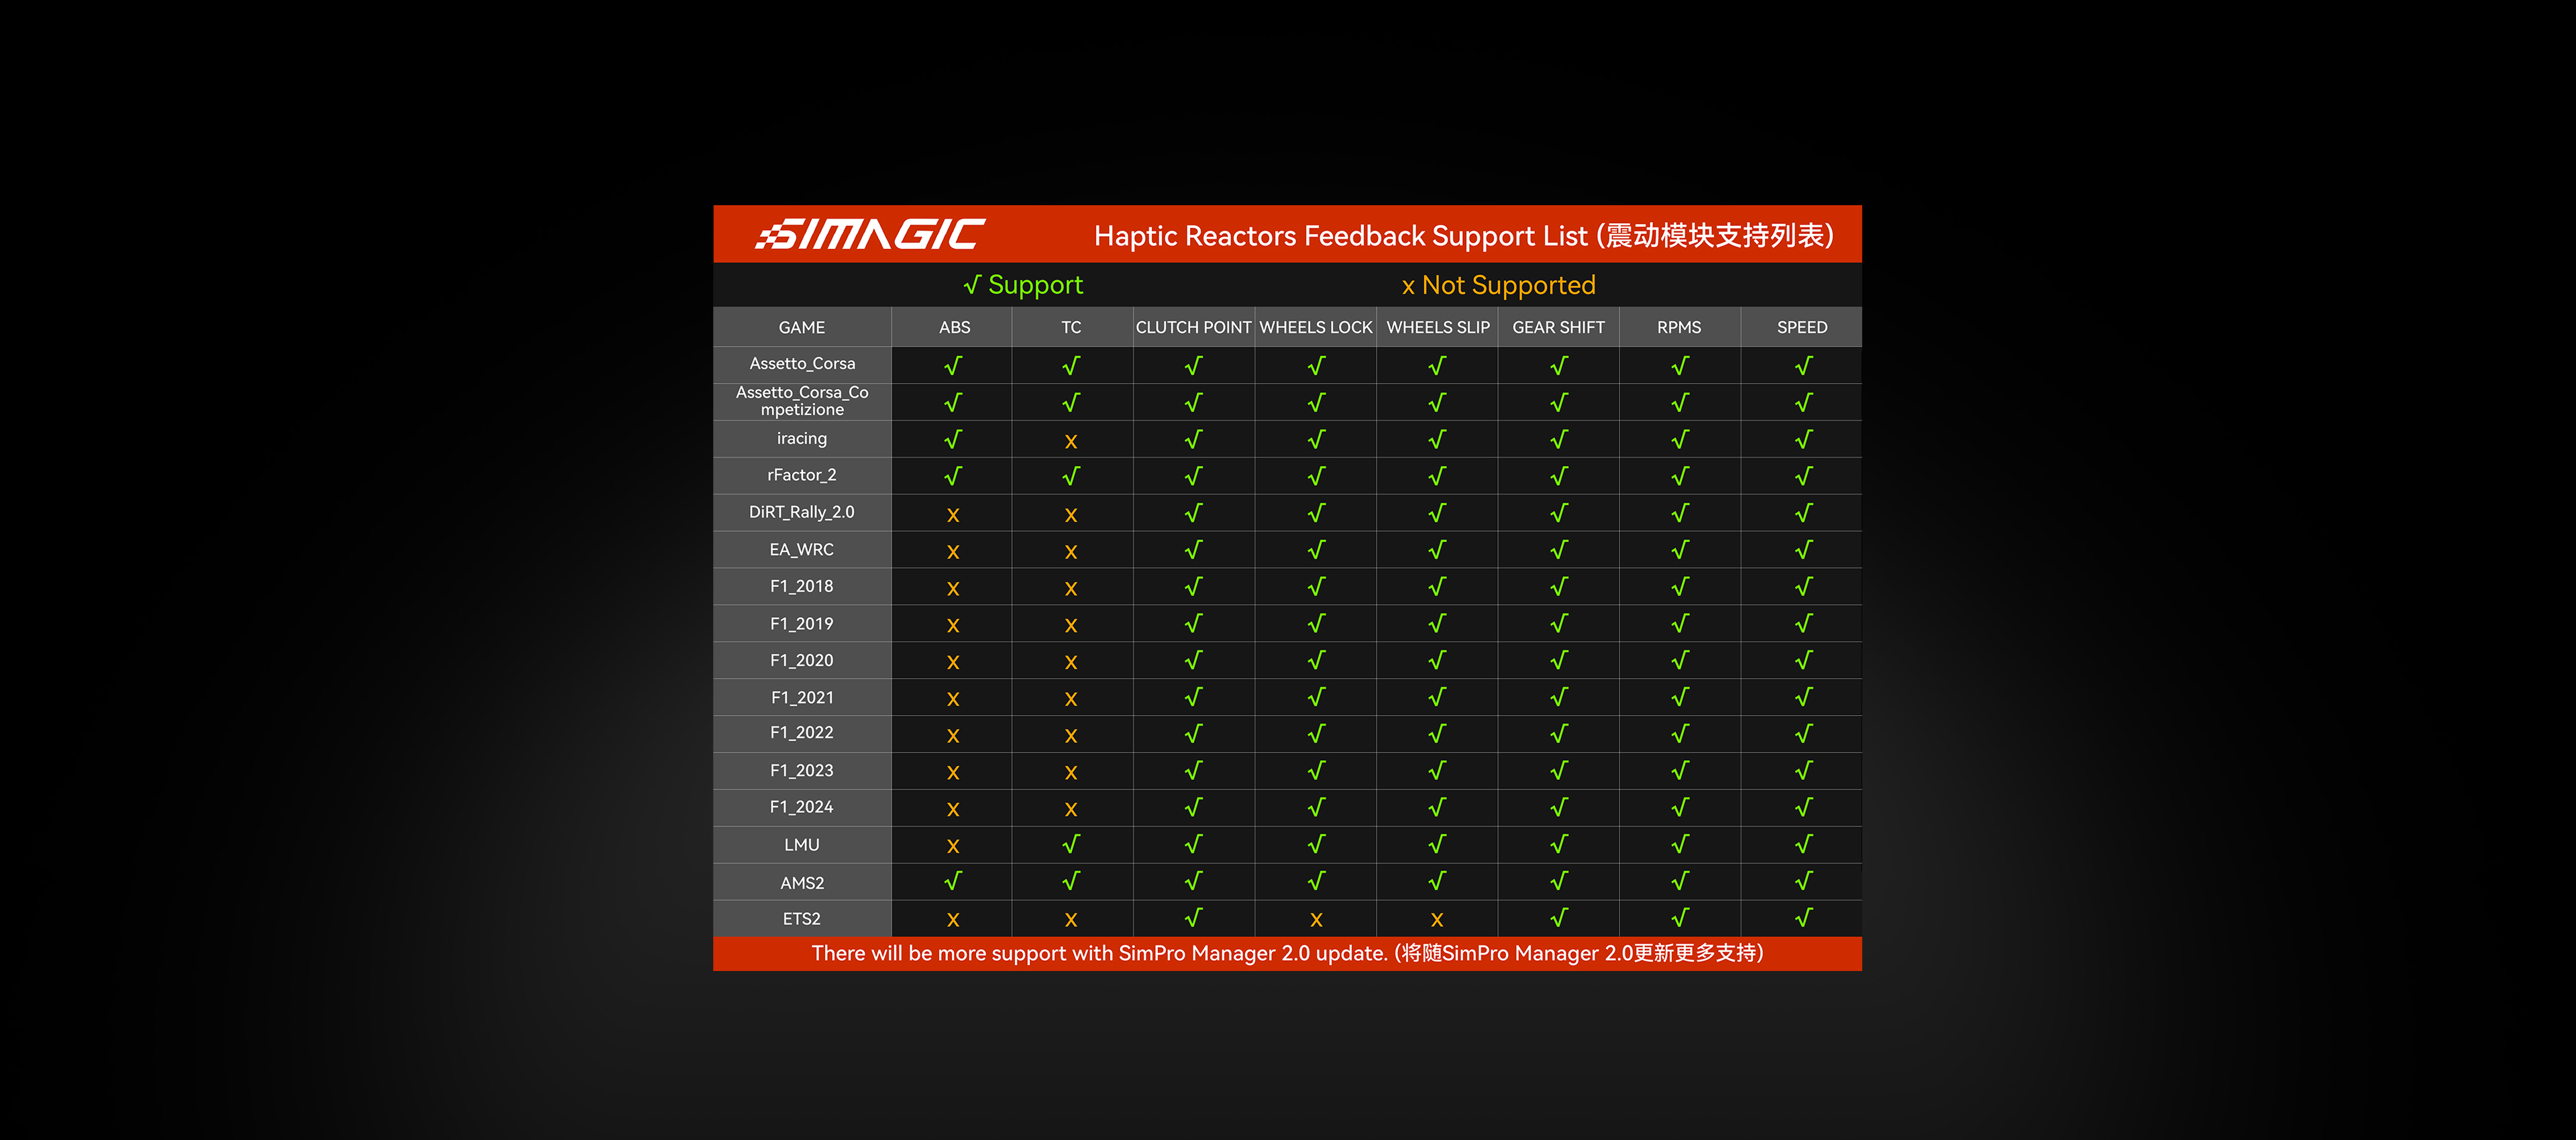 SIMAGIC
Haptic Reactors Feedback Support List (震动模块支持列表)
√ Support x Not Supported
GAME ABS TC CLUTCH POINT WHEELS LOCK WHEELS SLIP GEAR SHIFT RPMS SPEED
Assetto_Corsa √ √ √ √ √ √ √ √
Assetto_Corsa_Co
mpetizione √ √ √ √ √ √ √ √
iracing √ x √ √ √ √ √ √
rFactor_2 √ √ √ √ √ √ √ √
DiRT_Rally_2.0 x x √ √ √ √ √ √
EA_WRC x x √ √ √ √ √ √
F1_2018 x x √ √ √ √ √ √
F1_2019 x x √ √ √ √ √ √
F1_2020 x x √ √ √ √ √ √
F1_2021 x x √ √ √ √ √ √
F1_2022 x x √ √ √ √ √ √
F1_2023 x x √ √ √ √ √ √
F1_2024 x x √ √ √ √ √ √
LMU x √ √ √ √ √ √ √
AMS2 √ √ √ √ √ √ √ √
ETS2 x x √ x x √ √ √
There will be more support with SimPro Manager 2.0 update. (将随SimPro Manager 2.0更新更多支持)